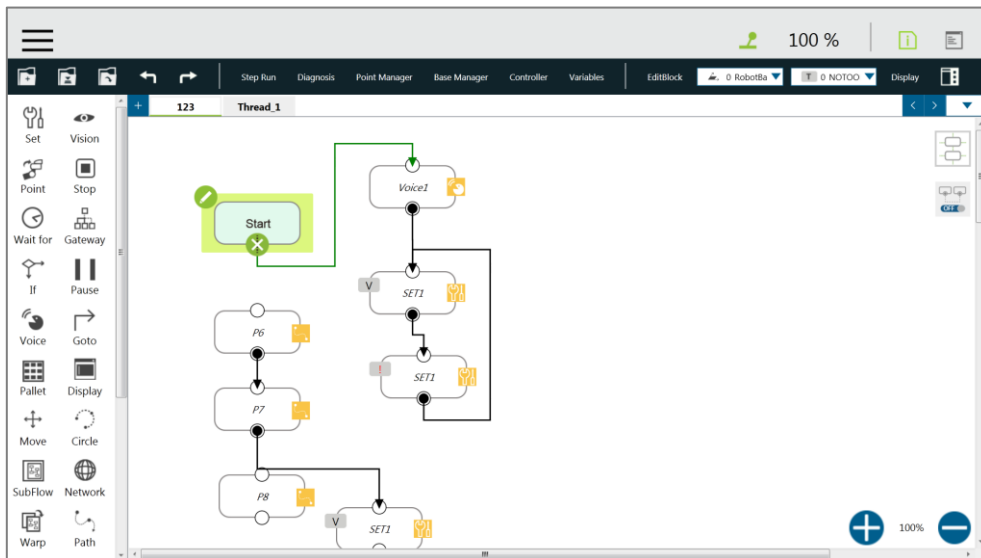 100 %
Step Run Diagnosis Point Manager Base Manager Controller Variables EditBlock 0 RobotBa T 0 NOTOO Display
+ 123 Thread_1
Set Vision
Point Stop
Wait for Gateway
If Pause
Voice Goto
Pallet Display
Move Circle
SubFlow Network
Warp Path
OFF
Start
Voice1
V SET1
! SET1
P6
P7
P8
V SET1
100%